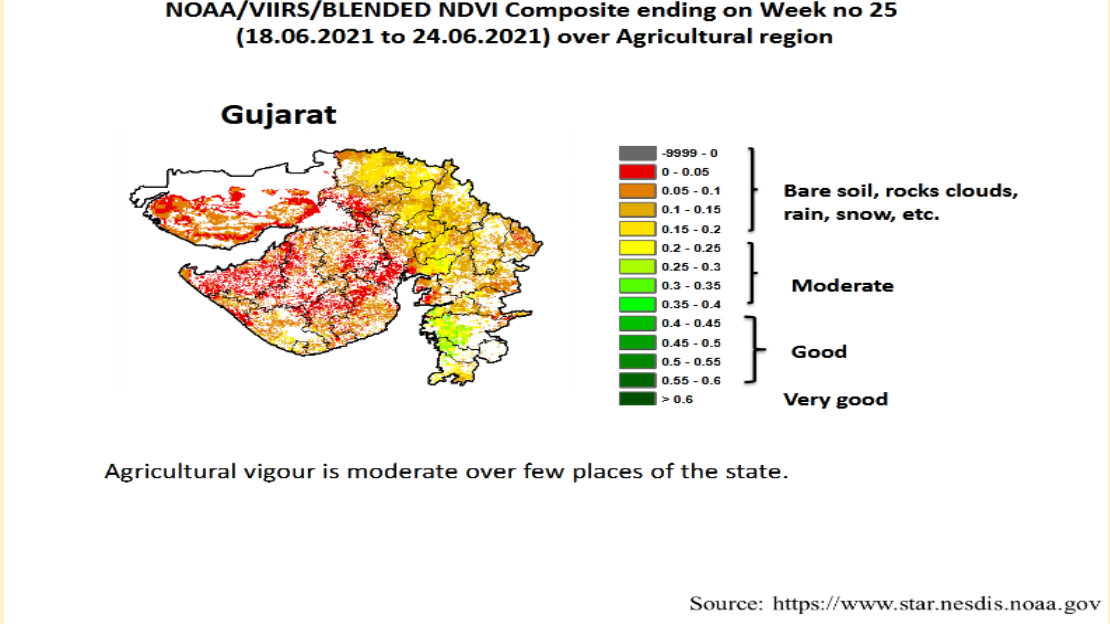 NOAA/VIIRS/BLENDED NDVI Composite ending on Week no 25
(18.06.2021 to 24.06.2021) over Agricultural region
Gujarat
-9999 - 0
0 - 0.05
0.05 - 0.1
0.1 - 0.15
0.15 - 0.2
0.2 - 0.25
0.25 - 0.3
0.3 - 0.35
0.35 - 0.4
0.4 - 0.45
0.45 - 0.5
0.5 - 0.55
0.55 - 0.6
> 0.6
Bare soil, rocks clouds,
rain, snow, etc.
Moderate
Good
Very good
Agricultural vigour is moderate over few places of the state.
Source: https://www.star.nesdis.noaa.gov